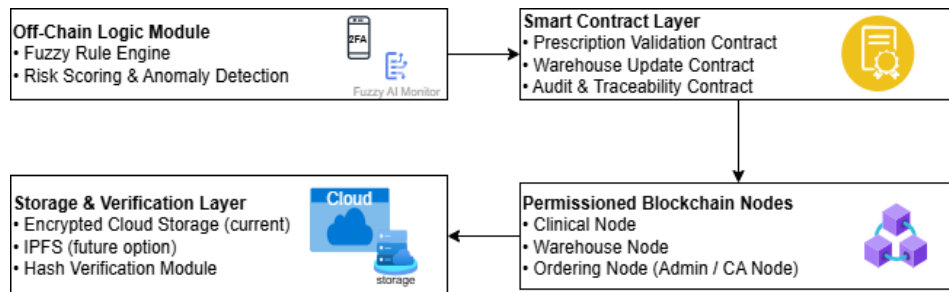 Off-Chain Logic Module
• Fuzzy Rule Engine
• Risk Scoring & Anomaly Detection
2FA
Fuzzy AI Monitor
Smart Contract Layer
• Prescription Validation Contract
• Warehouse Update Contract
• Audit & Traceability Contract
Storage & Verification Layer
• Encrypted Cloud Storage (current)
• IPFS (future option)
• Hash Verification Module
Cloud
storage
Permissioned Blockchain Nodes
• Clinical Node
• Warehouse Node
• Ordering Node (Admin / CA Node)